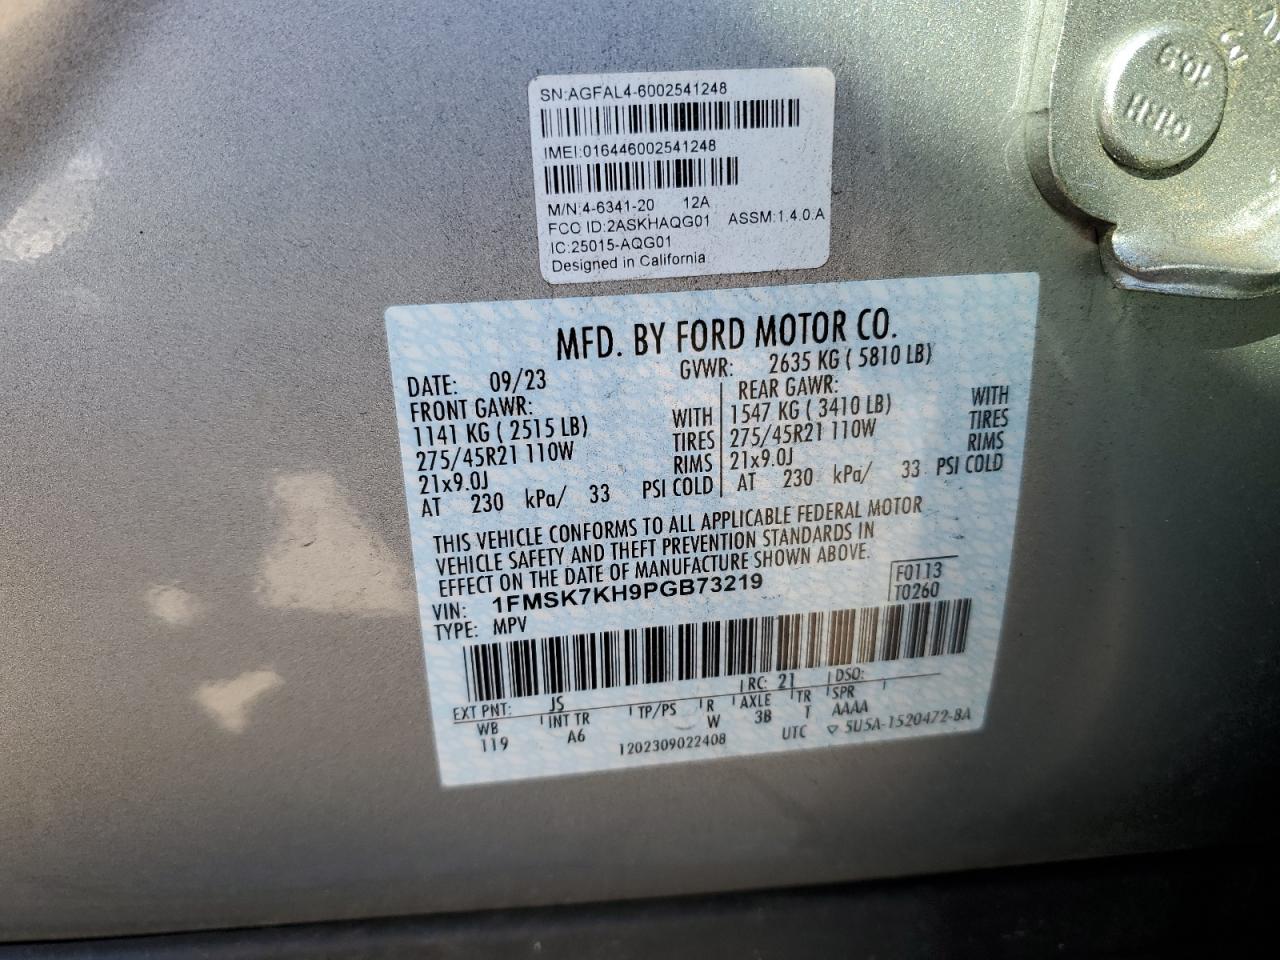 SN:AGFAL4-6002541248
IMEI:016446002541248
M/N:4-6341-20 12A
FCC ID:2ASKHAQG01 ASSM:1.4.0.A
IC:25015-AQG01
Designed in California
10.9
MFD. BY FORD MOTOR CO.
DATE: 09/23 GVWR: 2635 KG ( 5810 LB)
FRONT GAWR: REAR GAWR:
1141 KG ( 2515 LB) WITH 1547 KG ( 3410 LB) WITH
275/45R21 110W TIRES 275/45R21 110W TIRES
21x9.0J RIMS 21x9.0J RIMS
AT 230 kPa/ 33 PSI COLD AT 230 kPa/ 33 PSI COLD
THIS VEHICLE CONFORMS TO ALL APPLICABLE FEDERAL MOTOR
VEHICLE SAFETY AND THEFT PREVENTION STANDARDS IN
EFFECT ON THE DATE OF MANUFACTURE SHOWN ABOVE.
VIN: 1FMSK7KH9PGB73219 F0113
TYPE: MPV T0260
EXT PNT: JS RC: 21 DSO:
WB INT TR TP/PS R AXLE TR SPR
119 A6 W 3B T AAAA
1202309022408 UTC ▽ 5U5A-1520472-BA